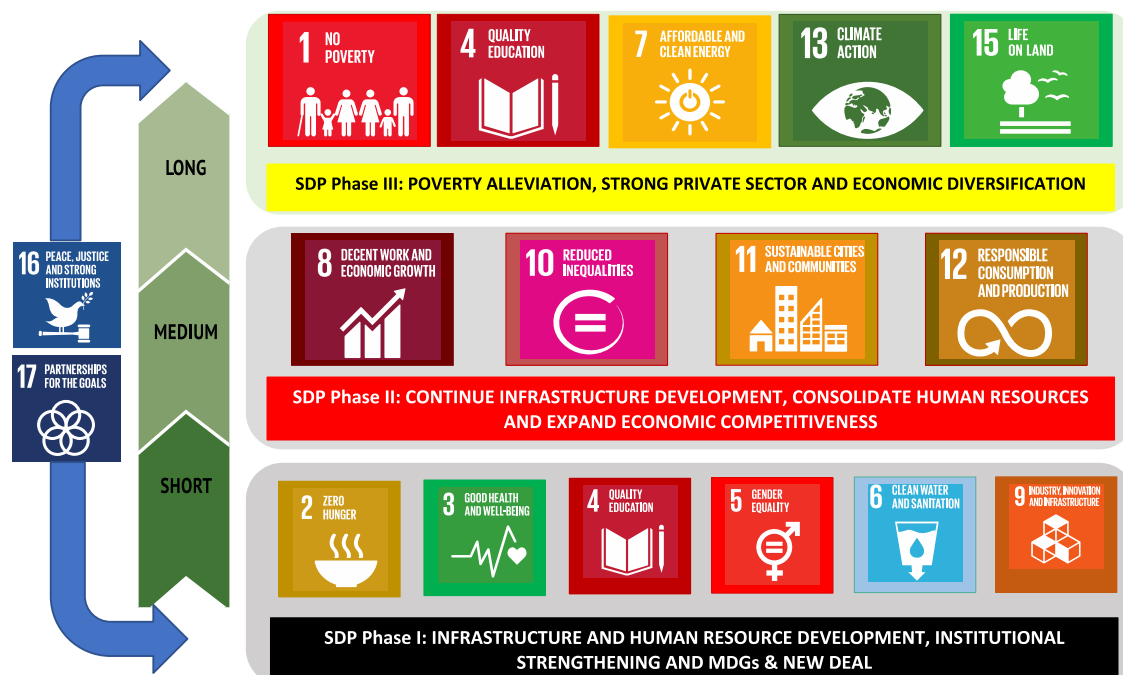 1 NO
POVERTY
4 QUALITY
EDUCATION
7 AFFORDABLE AND
CLEAN ENERGY
13 CLIMATE
ACTION
15 LIFE
ON LAND
LONG
SDP Phase III: POVERTY ALLEVIATION, STRONG PRIVATE SECTOR AND ECONOMIC DIVERSIFICATION
16 PEACE, JUSTICE
AND STRONG
INSTITUTIONS
8 DECENT WORK AND
ECONOMIC GROWTH
10 REDUCED
INEQUALITIES
11 SUSTAINABLE CITIES
AND COMMUNITIES
12 RESPONSIBLE
CONSUMPTION
AND PRODUCTION
MEDIUM
17 PARTNERSHIPS
FOR THE GOALS
SDP Phase II: CONTINUE INFRASTRUCTURE DEVELOPMENT, CONSOLIDATE HUMAN RESOURCES
AND EXPAND ECONOMIC COMPETITIVENESS
SHORT
2 ZERO
HUNGER
3 GOOD HEALTH
AND WELL-BEING
4 QUALITY
EDUCATION
5 GENDER
EQUALITY
6 CLEAN WATER
AND SANITATION
9 INDUSTRY, INNOVATION
AND INFRASTRUCTURE
SDP Phase I: INFRASTRUCTURE AND HUMAN RESOURCE DEVELOPMENT, INSTITUTIONAL
STRENGTHENING AND MDGs & NEW DEAL